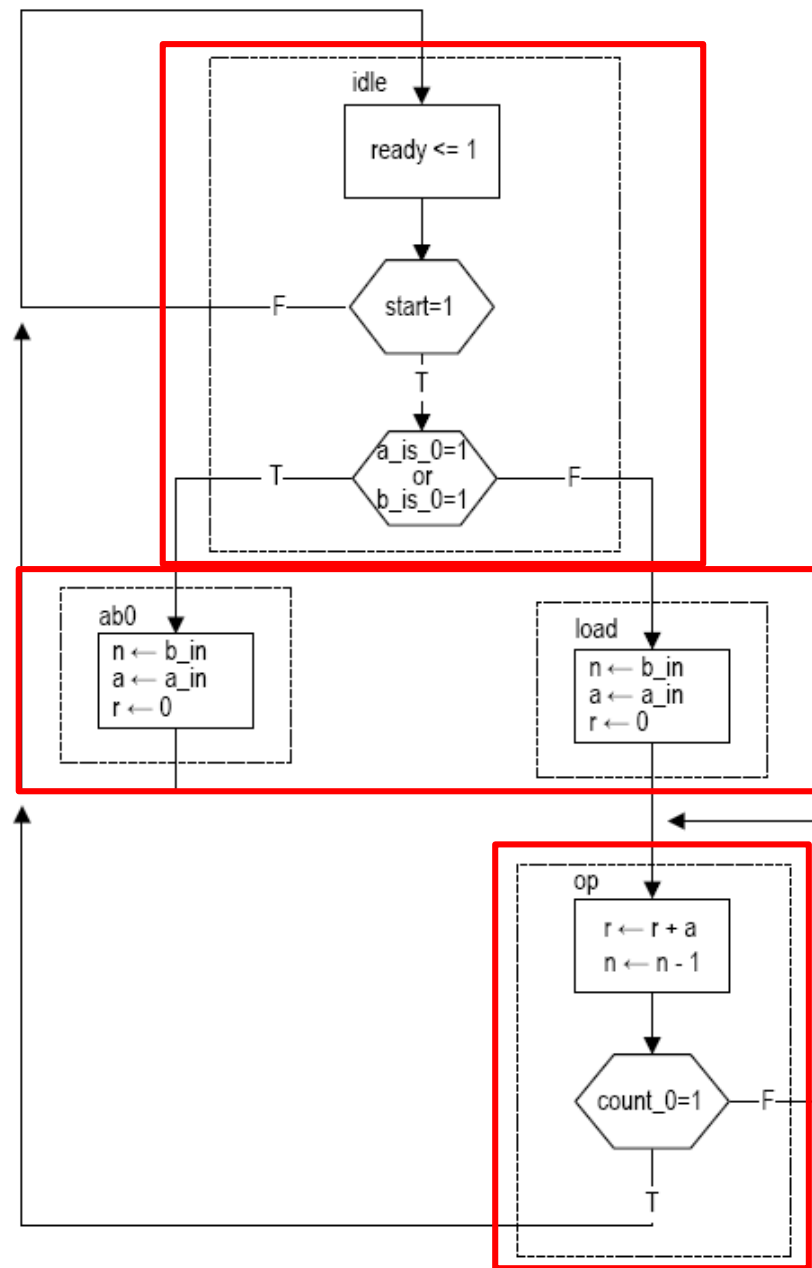 idle
ready <= 1
start=1
F
T
a_is_0=1
or
b_is_0=1
T
F
ab0
n ← b_in
a ← a_in
r ← 0
load
n ← b_in
a ← a_in
r ← 0
op
r ← r + a
n ← n - 1
count_0=1
F
T